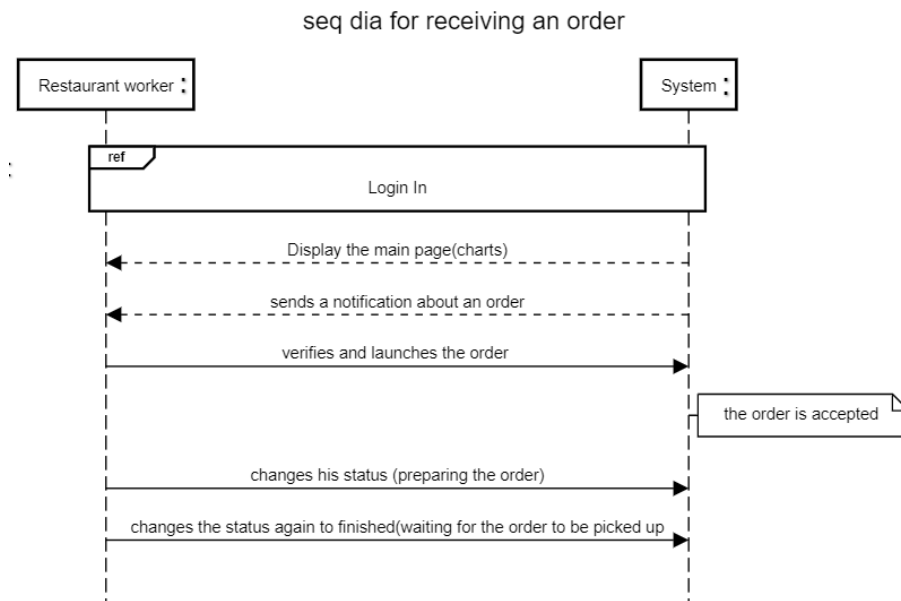 seq dia for receiving an order
Restaurant worker :
System :
ref
:
Login In
Display the main page(charts)
sends a notification about an order
verifies and launches the order
the order is accepted
changes his status (preparing the order)
changes the status again to finished(waiting for the order to be picked up